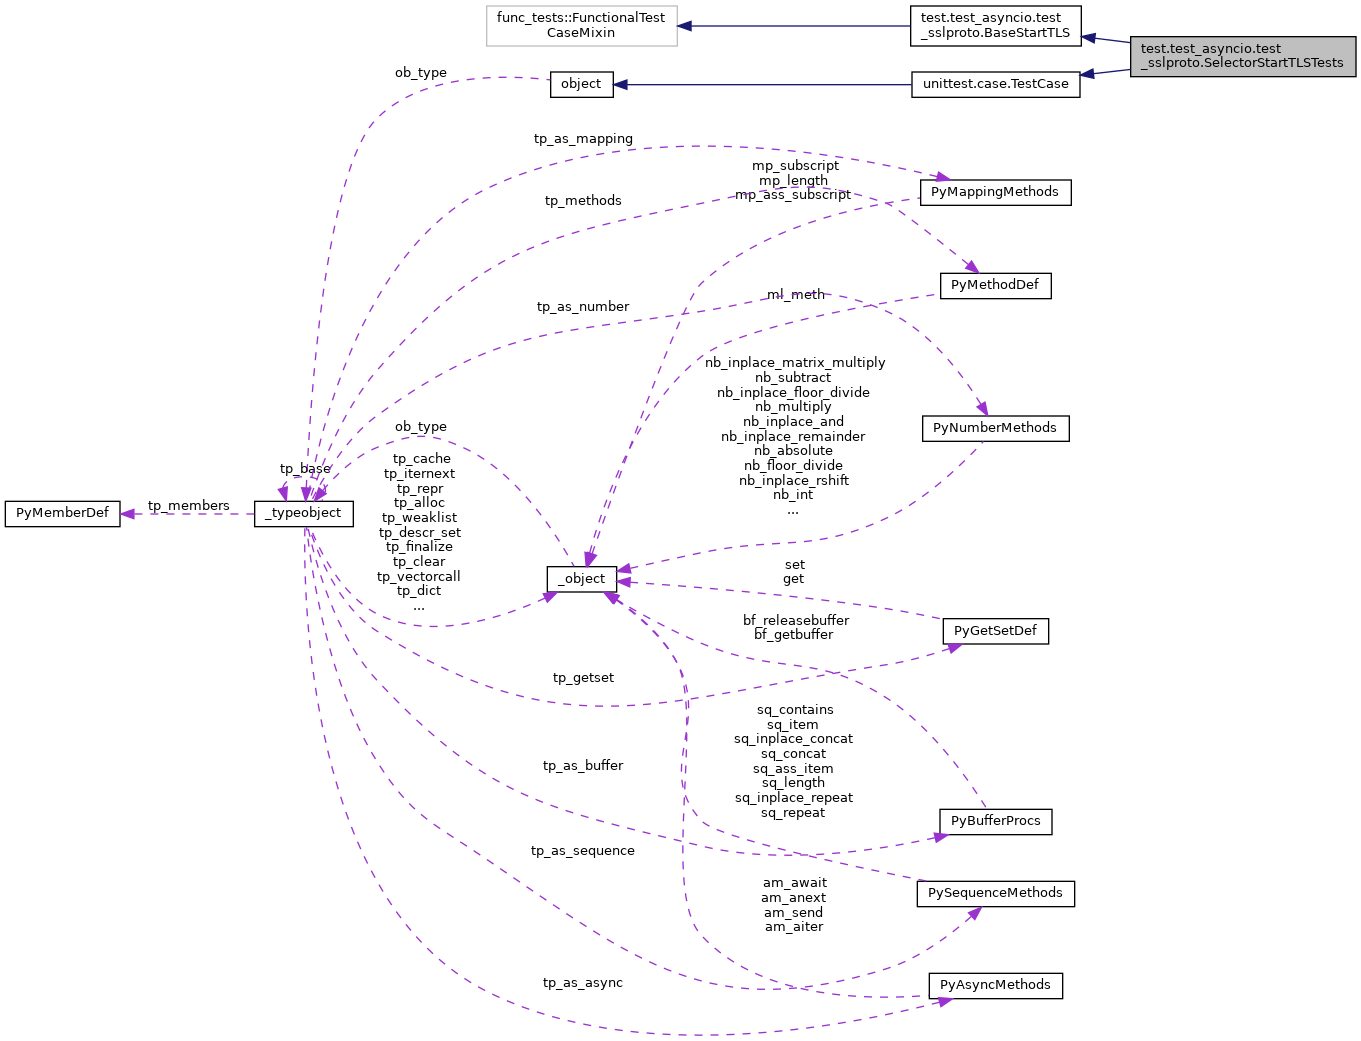 func_tests::FunctionalTest
CaseMixin
test.test_asyncio.test
_sslproto.BaseStartTLS
test.test_asyncio.test
_sslproto.SelectorStartTLSTests
ob_type
object
unittest.case.TestCase
tp_as_mapping
mp_subscript
mp_length
mp_ass_subscript
PyMappingMethods
tp_methods
PyMethodDef
ml_meth
tp_as_number
nb_inplace_matrix_multiply
nb_subtract
nb_inplace_floor_divide
nb_multiply
nb_inplace_and
nb_inplace_remainder
nb_absolute
nb_floor_divide
nb_inplace_rshift
nb_int
...
PyNumberMethods
ob_type
tp_base
tp_cache
tp_iternext
tp_repr
tp_alloc
tp_weaklist
tp_descr_set
tp_finalize
tp_clear
tp_vectorcall
tp_dict
...
PyMemberDef
tp_members
_typeobject
_object
set
get
PyGetSetDef
bf_releasebuffer
bf_getbuffer
tp_getset
sq_contains
sq_item
sq_inplace_concat
sq_concat
sq_ass_item
sq_length
sq_inplace_repeat
sq_repeat
tp_as_buffer
PyBufferProcs
tp_as_sequence
PySequenceMethods
am_await
am_anext
am_send
am_aiter
tp_as_async
PyAsyncMethods